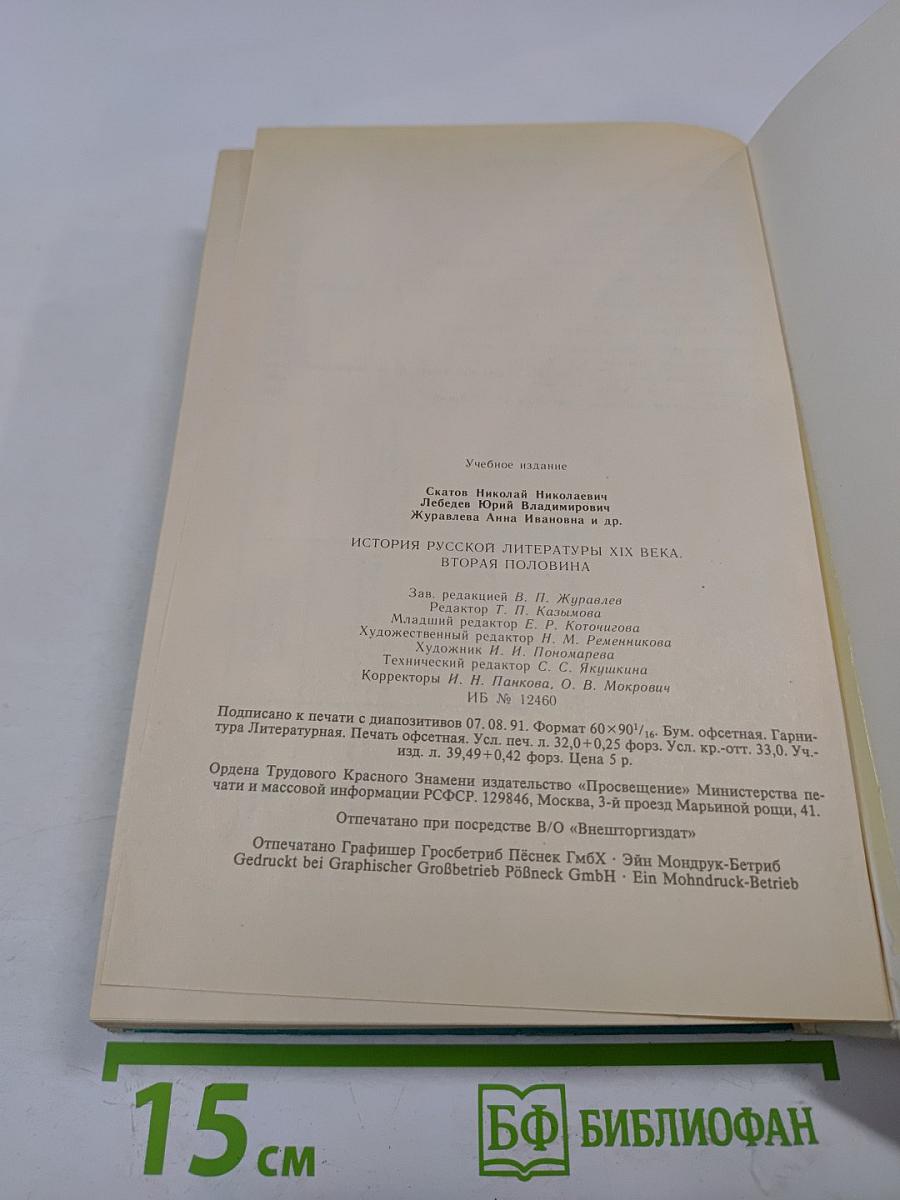 Учебное издание
Скатов Николай Николаевич
Лебедев Юрий Владимирович
Журавлева Анна Ивановна и др.
ИСТОРИЯ РУССКОЙ ЛИТЕРАТУРЫ XIX ВЕКА.
ВТОРАЯ ПОЛОВИНА
Зав. редакцией В. П. Журавлев
Редактор Т. П. Казымова
Младший редактор Е. Р. Коточигова
Художественный редактор Н. М. Ременникова
Художник И. И. Пономарева
Технический редактор С. С. Якушкина
Корректоры И. Н. Панкова, О. В. Мокрович
ИБ № 12460
Подписано к печати с диапозитивов 07. 08. 91. Формат 60×90¹/₁₆. Бум. офсетная. Гарни-
тура Литературная. Печать офсетная. Усл. печ. л. 32,0+0,25 форз. Усл. кр.-отт. 33,0. Уч.-
изд. л. 39,49+0,42 форз. Цена 5 р.
Ордена Трудового Красного Знамени издательство «Просвещение» Министерства пе-
чати и массовой информации РСФСР. 129846, Москва, 3-й проезд Марьиной рощи, 41.
Отпечатано при посредстве В/О «Внешторгиздат»
Отпечатано Графишер Гросбетриб Пёснек ГмбХ · Эйн Мондрук-Бетриб
Gedruckt bei Graphischer Großbetrieb Pößneck GmbH · Ein Mohndruck-Betrieb
15 см
БФ БИБЛИОФАН